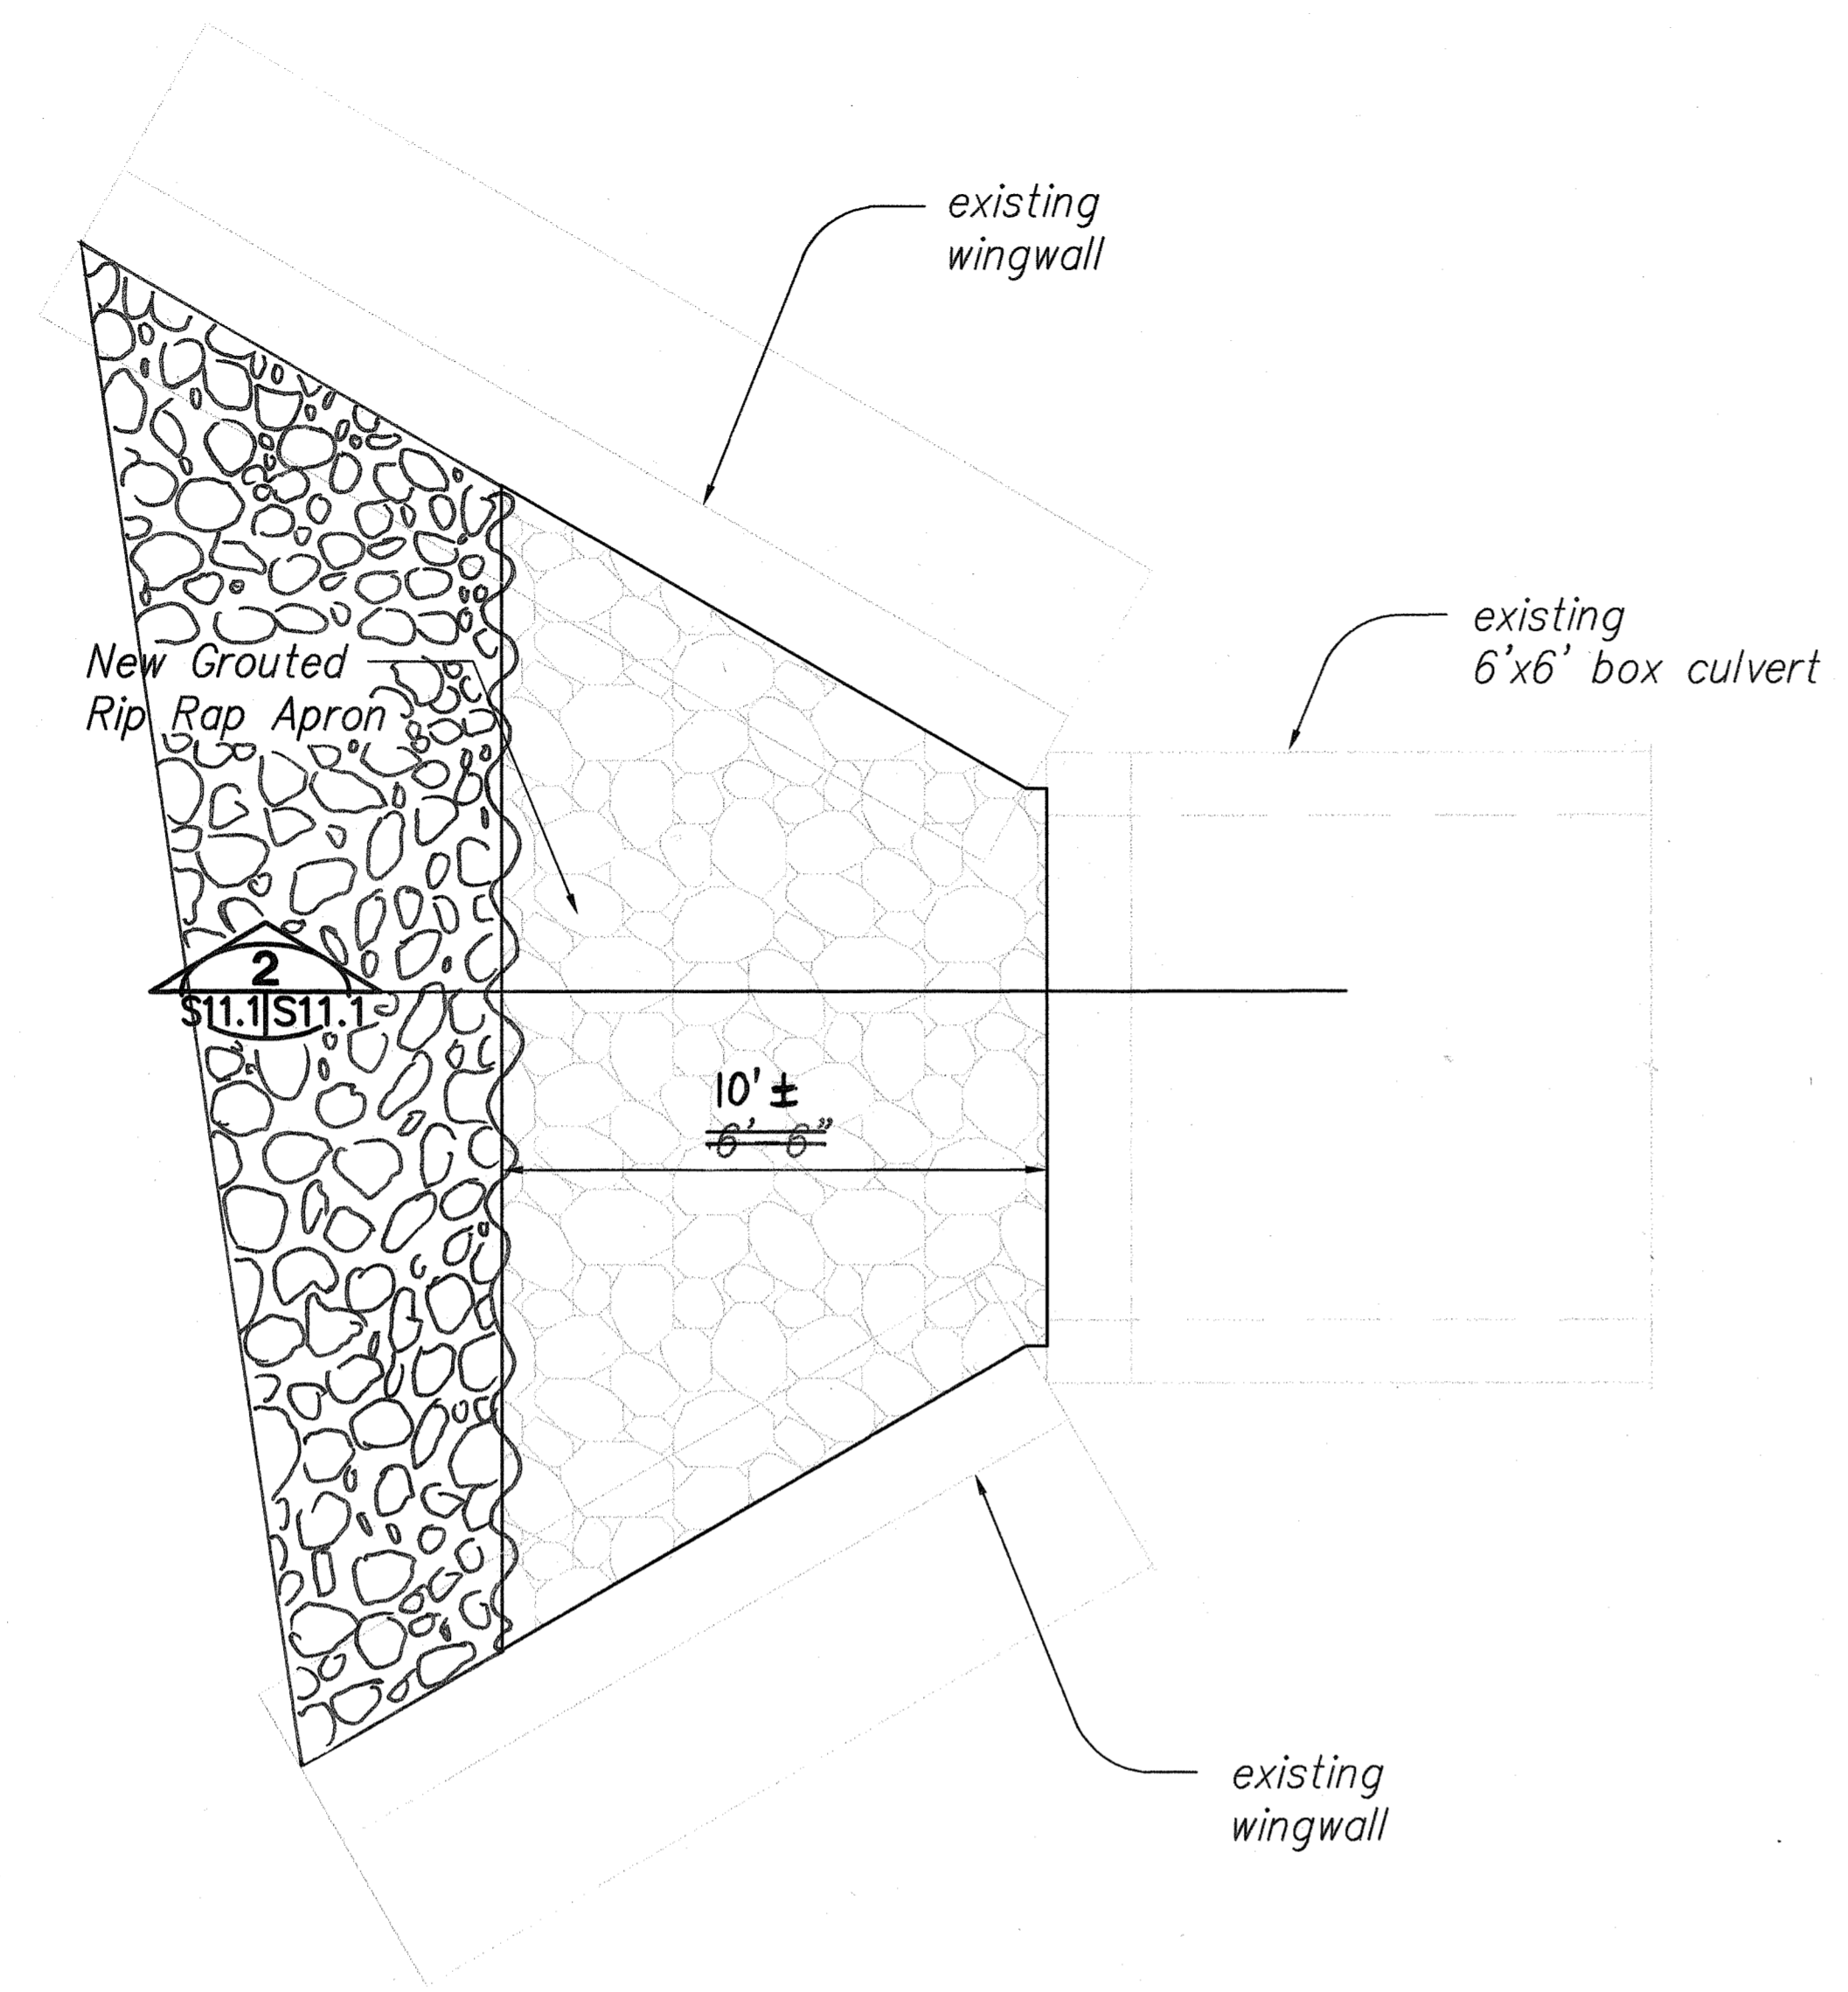 existing
wingwall
existing
6'x6' box culvert
New Grouted
Rip Rap Apron
2
S11.1 S11.1
10' ±
6' 6"
existing
wingwall